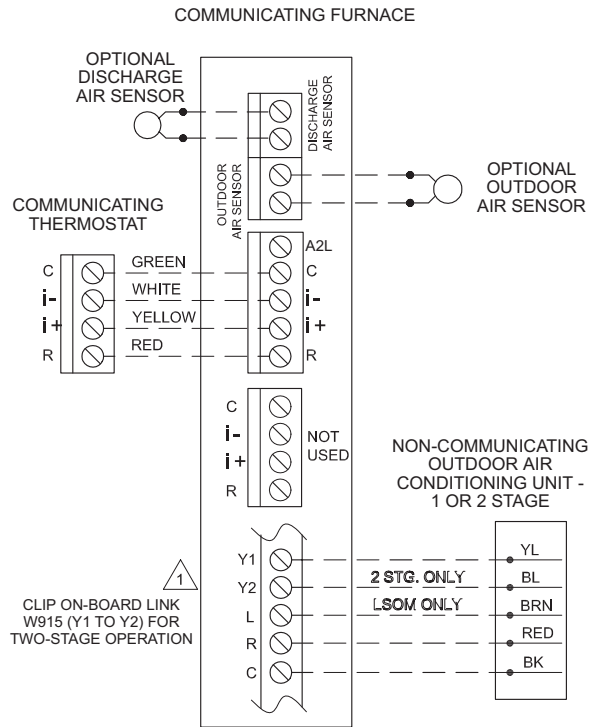 COMMUNICATING FURNACE
OPTIONAL
DISCHARGE
AIR SENSOR
DISCHARGE
AIR SENSOR
OUTDOOR
AIR SENSOR
OPTIONAL
OUTDOOR
AIR SENSOR
COMMUNICATING
THERMOSTAT
A2L
C GREEN C
i- WHITE i-
i+ YELLOW i+
R RED R
C
i-
i+
R
NOT
USED
NON-COMMUNICATING
OUTDOOR AIR
CONDITIONING UNIT -
1 OR 2 STAGE
1
CLIP ON-BOARD LINK
W915 (Y1 TO Y2) FOR
TWO-STAGE OPERATION
Y1 YL
Y2 2 STG. ONLY BL
L LSOM ONLY BRN
R RED
C BK